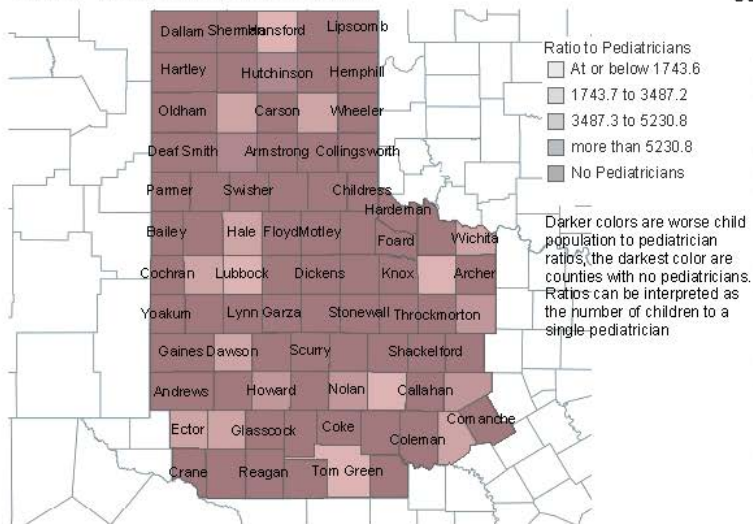 Dallam Sherman Hansford Lipscomb
Hartley Hutchinson Hemphill
Oldham Carson Wheeler
Deaf Smith Armstrong Collingsworth
Parmer Swisher Childress
Hardeman
Bailey Hale Floyd Motley Foard Wichita
Cochran Lubbock Dickens Knox Archer
Yoakum Lynn Garza Stonewall Throckmorton
Gaines Dawson Scurry Shackelford
Andrews Howard Nolan Callahan
Ector Glasscock Coke Coleman Comanche
Crane Reagan Tom Green
Ratio to Pediatricians
At or below 1743.6
1743.7 to 3487.2
3487.3 to 5230.8
more than 5230.8
No Pediatricians
Darker colors are worse child
population to pediatrician
ratios, the darkest color are
counties with no pediatricians.
Ratios can be interpreted as
the number of children to a
single pediatrician